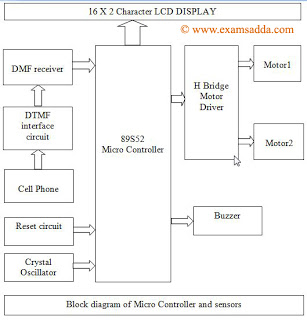 16 X 2 Character LCD DISPLAY
© www.examsadda.com
DMF receiver
DTMF
interface
circuit
Cell Phone
Reset circuit
Crystal
Oscillator
89S52
Micro Controller
H Bridge
Motor
Driver
Motor1
Motor2
Buzzer
Block diagram of Micro Controller and sensors